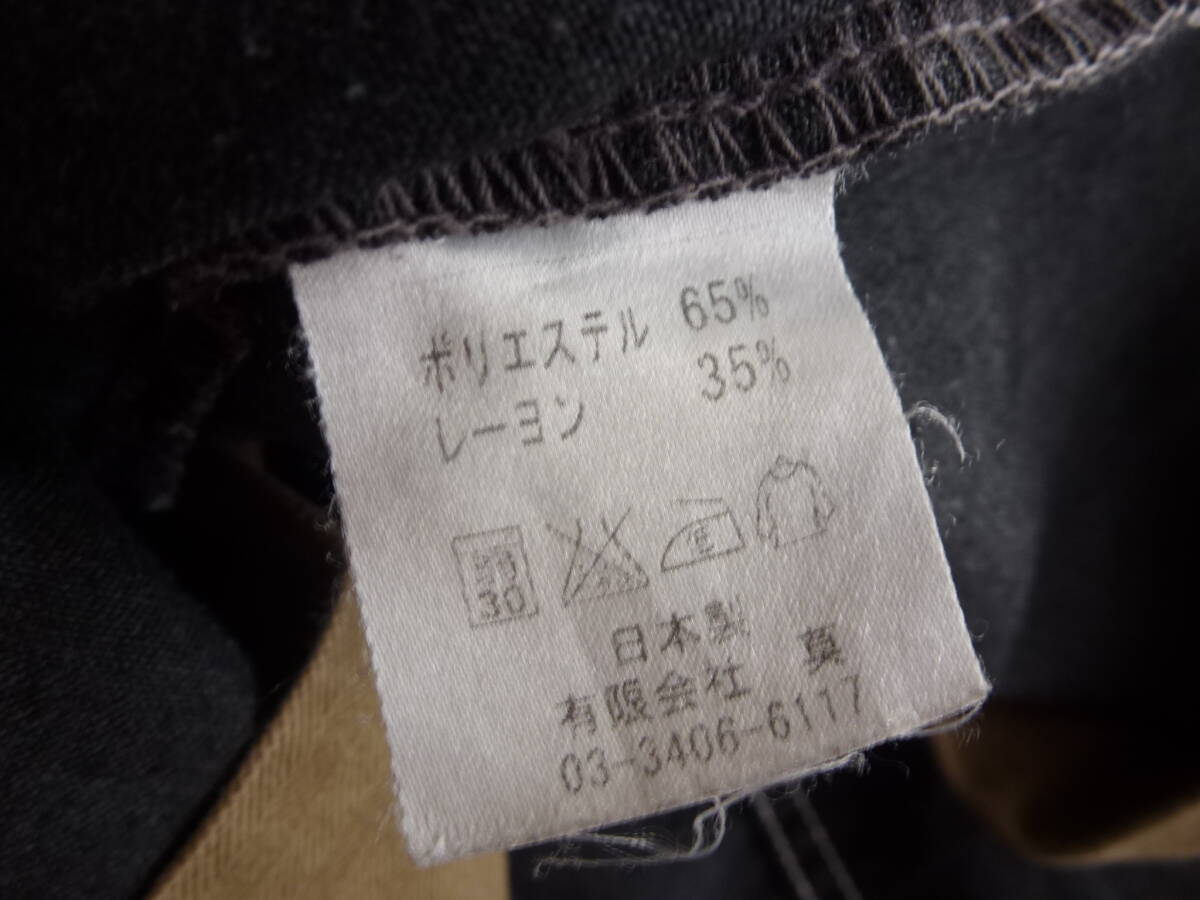 ポリエステル 65%
レーヨン 35%
30
日本製
有限会社
03-3406-6117